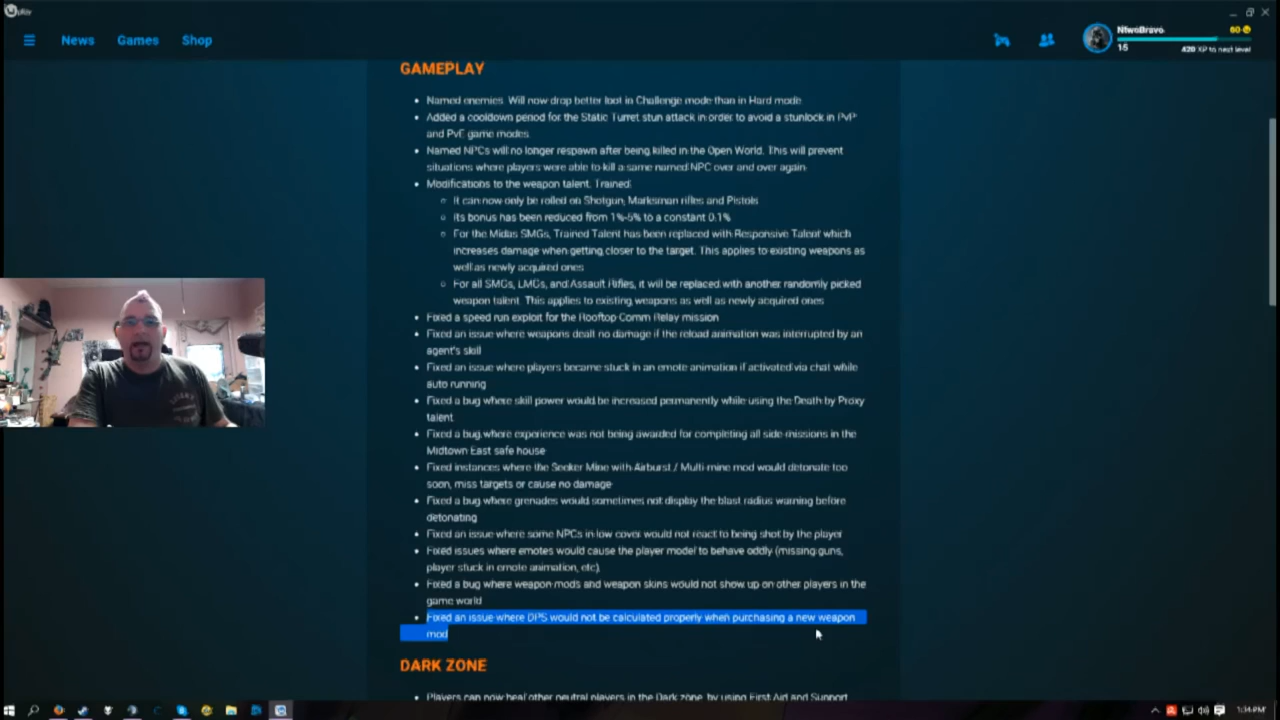 uplay
News Games Shop
NtwoBravo 60
15 420 XP to next level
GAMEPLAY
Named enemies. Will now drop better loot in Challenge mode than in Hard mode
Added a cooldown period for the Static Turret stun attack in order to avoid a stunlock in PvP
and PvE game modes.
Named NPCs will no longer respawn after being killed in the Open World. This will prevent
situations where players were able to kill a same named NPC over and over again.
Modifications to the weapon talent. Trained:
It can now only be rolled on Shotgun, Marksman rifles and Pistols
Its bonus has been reduced from 1%-5% to a constant 0.1%
For the Midas SMGs, Trained Talent has been replaced with Responsive Talent which
increases damage when getting closer to the target. This applies to existing weapons as
well as newly acquired ones
For all SMGs, LMGs, and Assault Rifles, it will be replaced with another randomly picked
weapon talent. This applies to existing weapons as well as newly acquired ones
Fixed a speed run exploit for the Rooftop Comm Relay mission
Fixed an issue where weapons dealt no damage if the reload animation was interrupted by an
agent's skill
Fixed an issue where players became stuck in an emote animation if activated via chat while
auto running
Fixed a bug where skill power would be increased permanently while using the Death by Proxy
talent
Fixed a bug where experience was not being awarded for completing all side-missions in the
Midtown East safe house
Fixed instances where the Seeker Mine with Airburst / Multi-mine mod would detonate too
soon, miss targets or cause no damage
Fixed a bug where grenades would sometimes not display the blast radius warning before
detonating
Fixed an issue where some NPCs in low cover would not react to being shot by the player
Fixed issues where emotes would cause the player model to behave oddly (missing guns,
player stuck in emote animation, etc)
Fixed a bug where weapon mods and weapon skins would not show up on other players in the
game world
Fixed an issue where DPS would not be calculated properly when purchasing a new weapon
mod
DARK ZONE
Players can now heal other neutral players in the Dark zone, by using First Aid and Support
1:34 PM